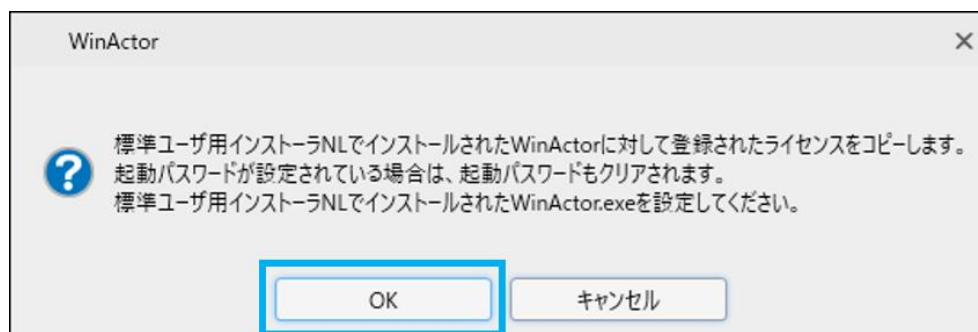 WinActor
標準ユーザ用インストーラNLでインストールされたWinActorに対して登録されたライセンスをコピーします。
起動パスワードが設定されている場合は、起動パスワードもクリアされます。
標準ユーザ用インストーラNLでインストールされたWinActor.exeを設定してください。
OK キャンセル